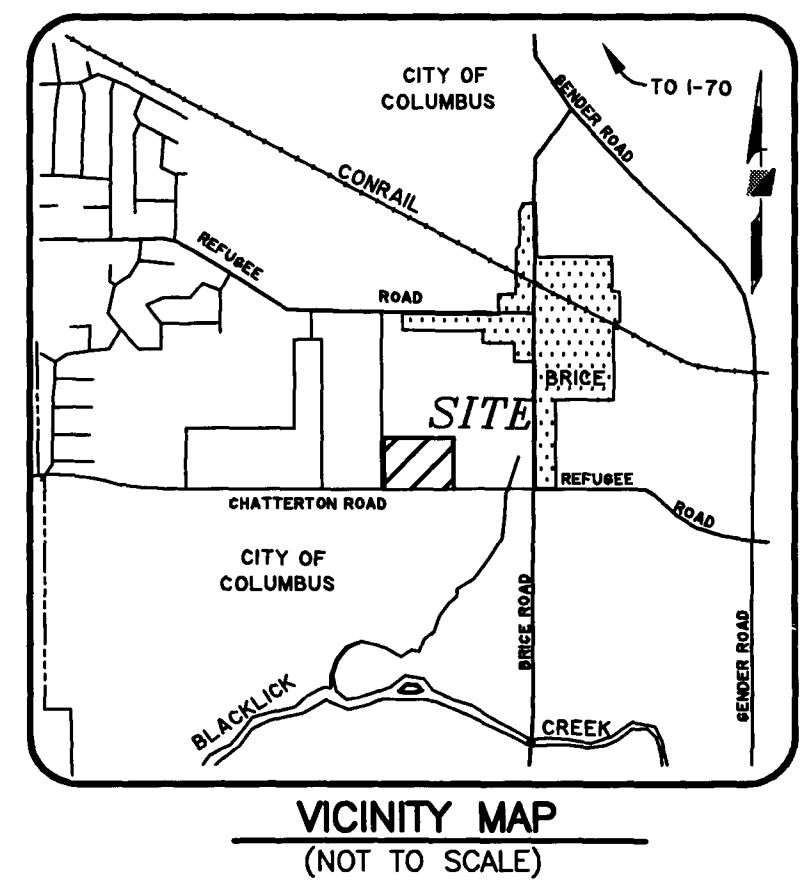 CITY OF
COLUMBUS
TO I-70
GENDER ROAD
CONRAIL
REFUGEE
ROAD
BRICE
SITE
REFUGEE
CHATTERTON ROAD
ROAD
CITY OF
COLUMBUS
BRICE ROAD
GENDER ROAD
BLACKLICK
CREEK
VICINITY MAP
(NOT TO SCALE)